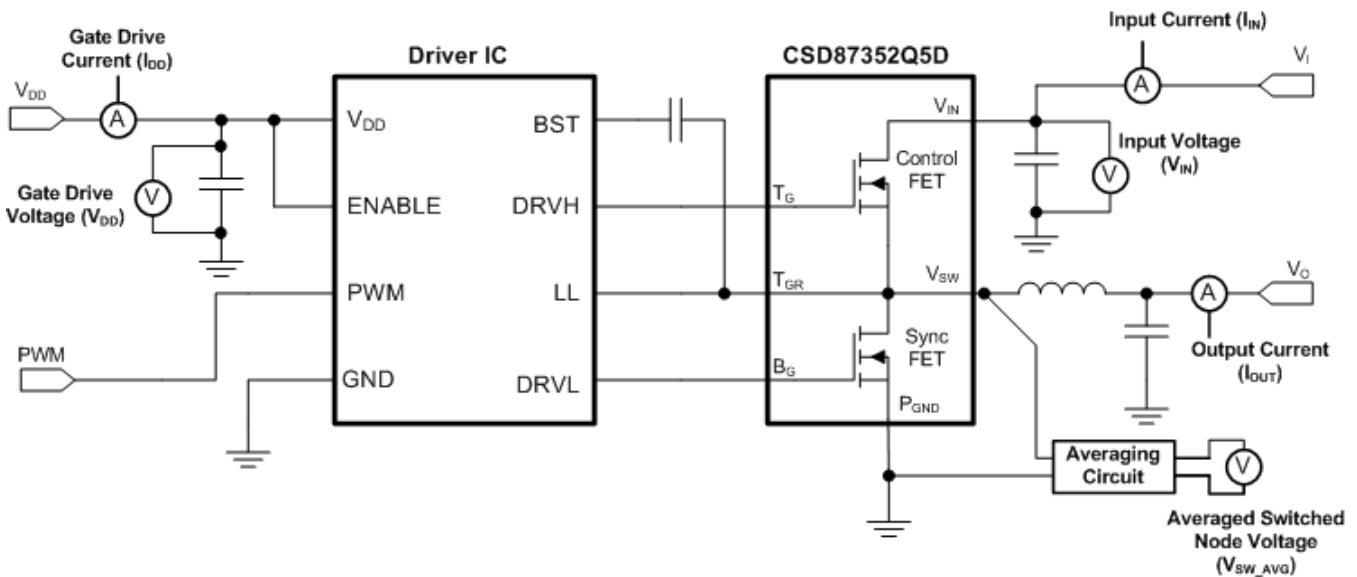 Gate Drive
Current (IDD)
VDD
A
Gate Drive
Voltage (VDD)
V
PWM
Driver IC
VDD
BST
ENABLE
DRVH
PWM
LL
GND
DRVL
CSD87352Q5D
VIN
Control
FET
TG
TGR
VSW
Sync
FET
BG
PGND
Input Current (IIN)
A
VI
Input Voltage
(VIN)
V
VO
A
Output Current
(IOUT)
Averaging
Circuit
V
Averaged Switched
Node Voltage
(VSW_AVG)